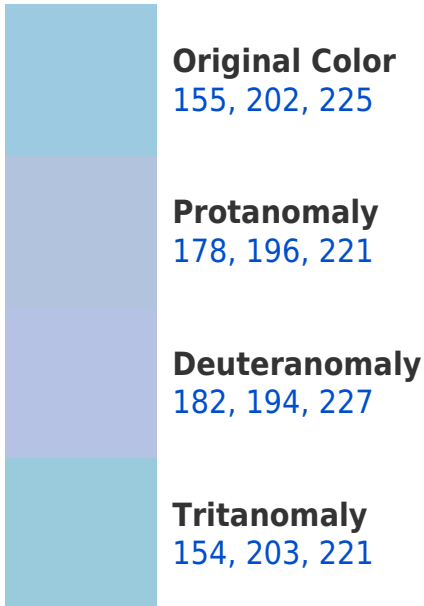 Original Color
155, 202, 225
Protanomaly
178, 196, 221
Deuteranomaly
182, 194, 227
Tritanomaly
154, 203, 221